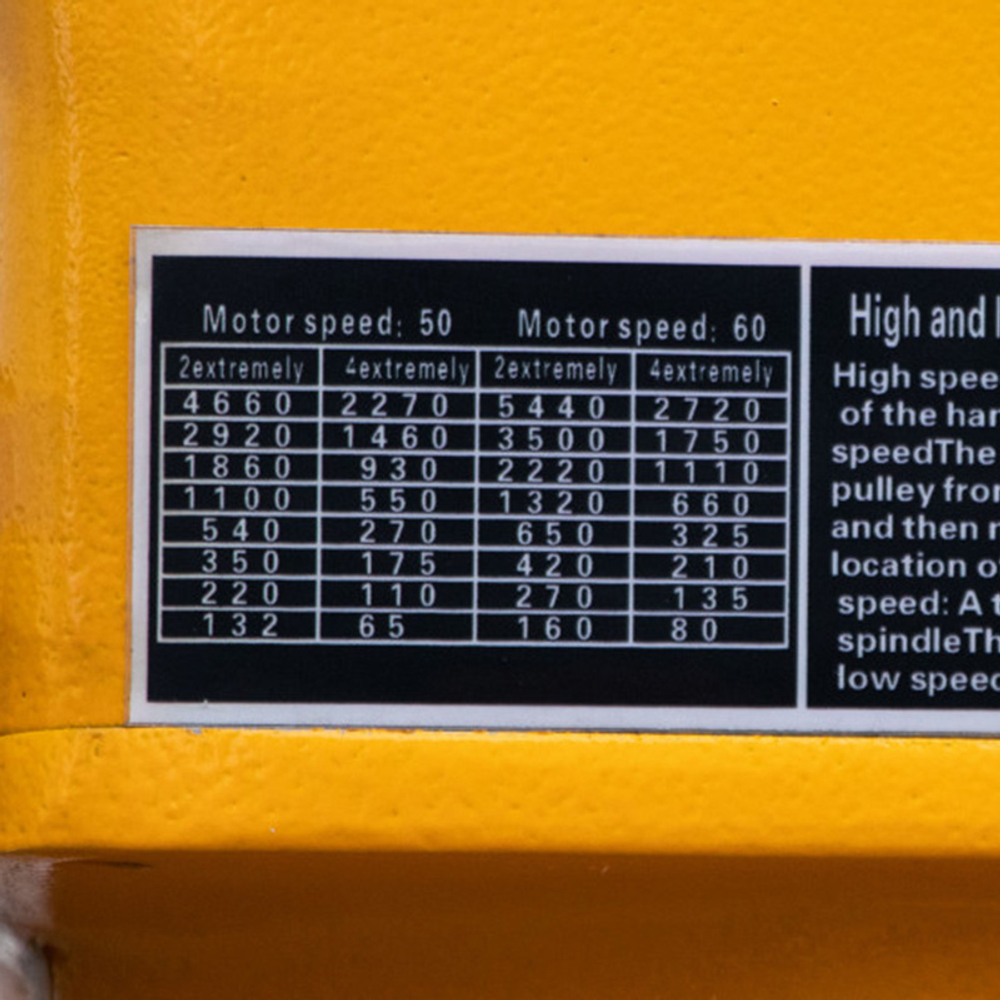 Motor speed: 50 Motor speed: 60
2extremely 4extremely 2extremely 4extremely
4660 2270 5440 2720
2920 1460 3500 1750
1860 930 2220 1110
1100 550 1320 660
540 270 650 325
350 175 420 210
220 110 270 135
132 65 160 80
High and
High spee
of the har
speedThe
pulley from
and then
location o
speed: A
spindleTh
low speed